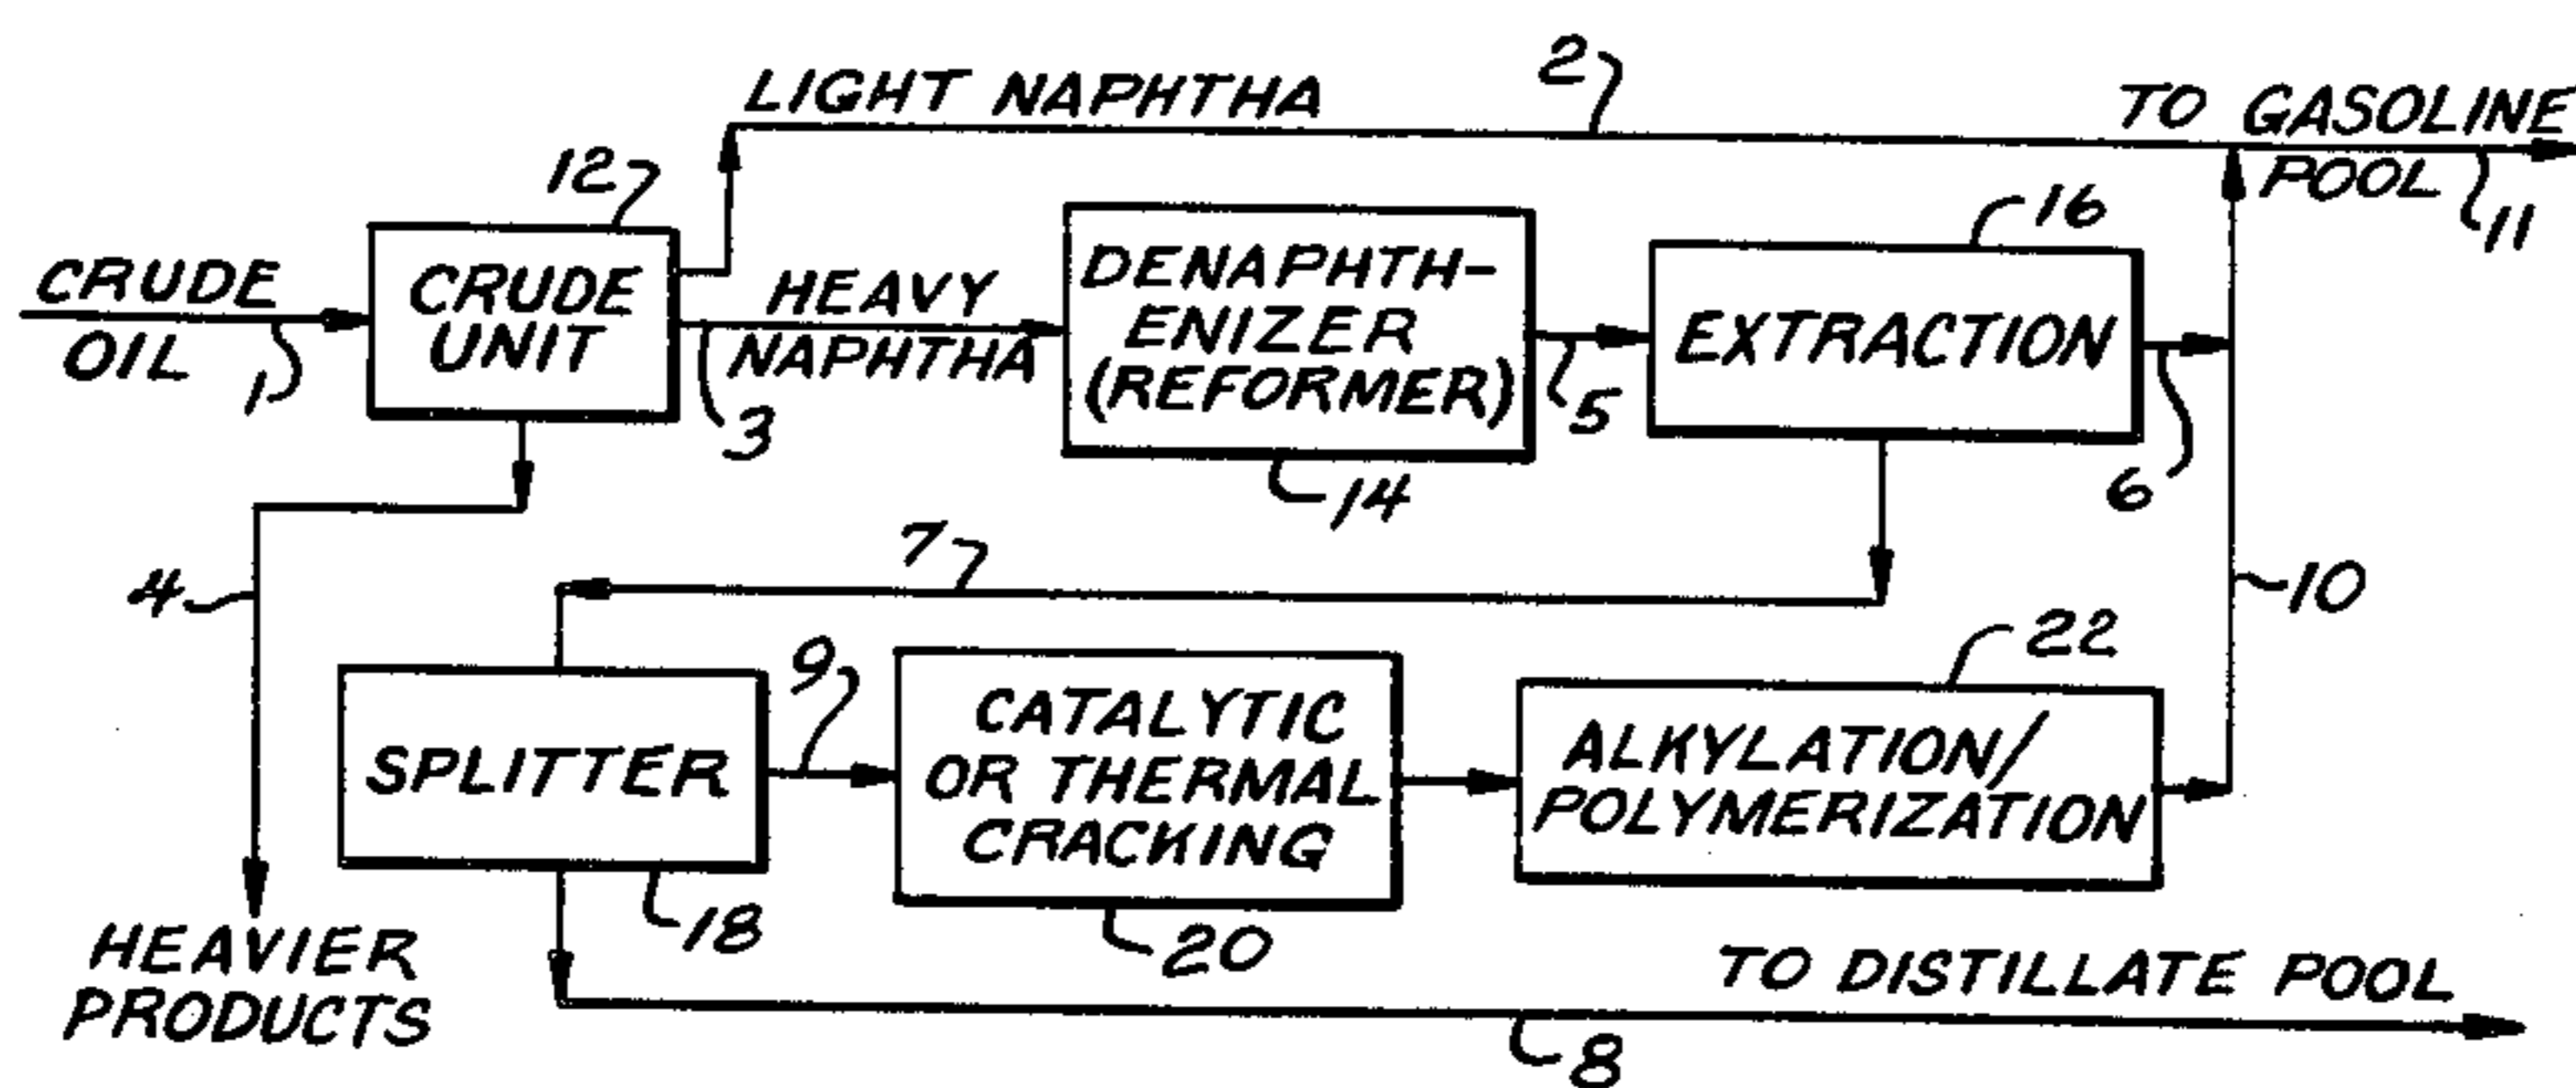 LIGHT NAPHTHA
2
TO GASOLINE
POOL
11
12
16
CRUDE
OIL
1
CRUDE
UNIT
HEAVY
NAPHTHA
3
DENAPHTH-
ENIZER
(REFORMER)
14
5
EXTRACTION
6
4
7
10
9
22
SPLITTER
18
CATALYTIC
OR THERMAL
CRACKING
20
ALKYLATION/
POLYMERIZATION
HEAVIER
PRODUCTS
TO DISTILLATE POOL
8